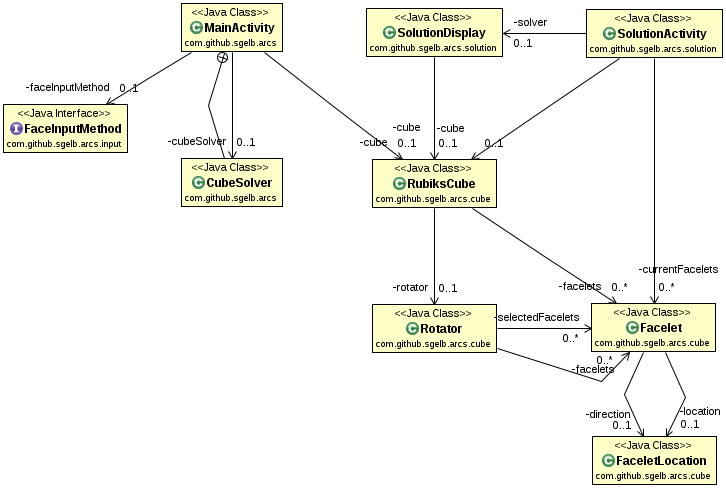 <<Java Class>>
MainActivity
com.github.sgelb.arcs
<<Java Class>>
SolutionDisplay
com.github.sgelb.arcs.solution
-solver
0..1
<<Java Class>>
SolutionActivity
com.github.sgelb.arcs.solution
-faceInputMethod
0..1
<<Java Interface>>
FaceInputMethod
com.github.sgelb.arcs.input
-cubeSolver
0..1
-cube
0..1
-cube
0..1
-cube
0..1
<<Java Class>>
CubeSolver
com.github.sgelb.arcs
<<Java Class>>
RubiksCube
com.github.sgelb.arcs.cube
-rotator
0..1
-facelets
0..*
-currentFacelets
0..*
<<Java Class>>
Rotator
com.github.sgelb.arcs.cube
-selectedFacelets
0..*
-facelets
0..*
<<Java Class>>
Facelet
com.github.sgelb.arcs.cube
-direction
0..1
-location
0..1
<<Java Class>>
FaceletLocation
com.github.sgelb.arcs.cube